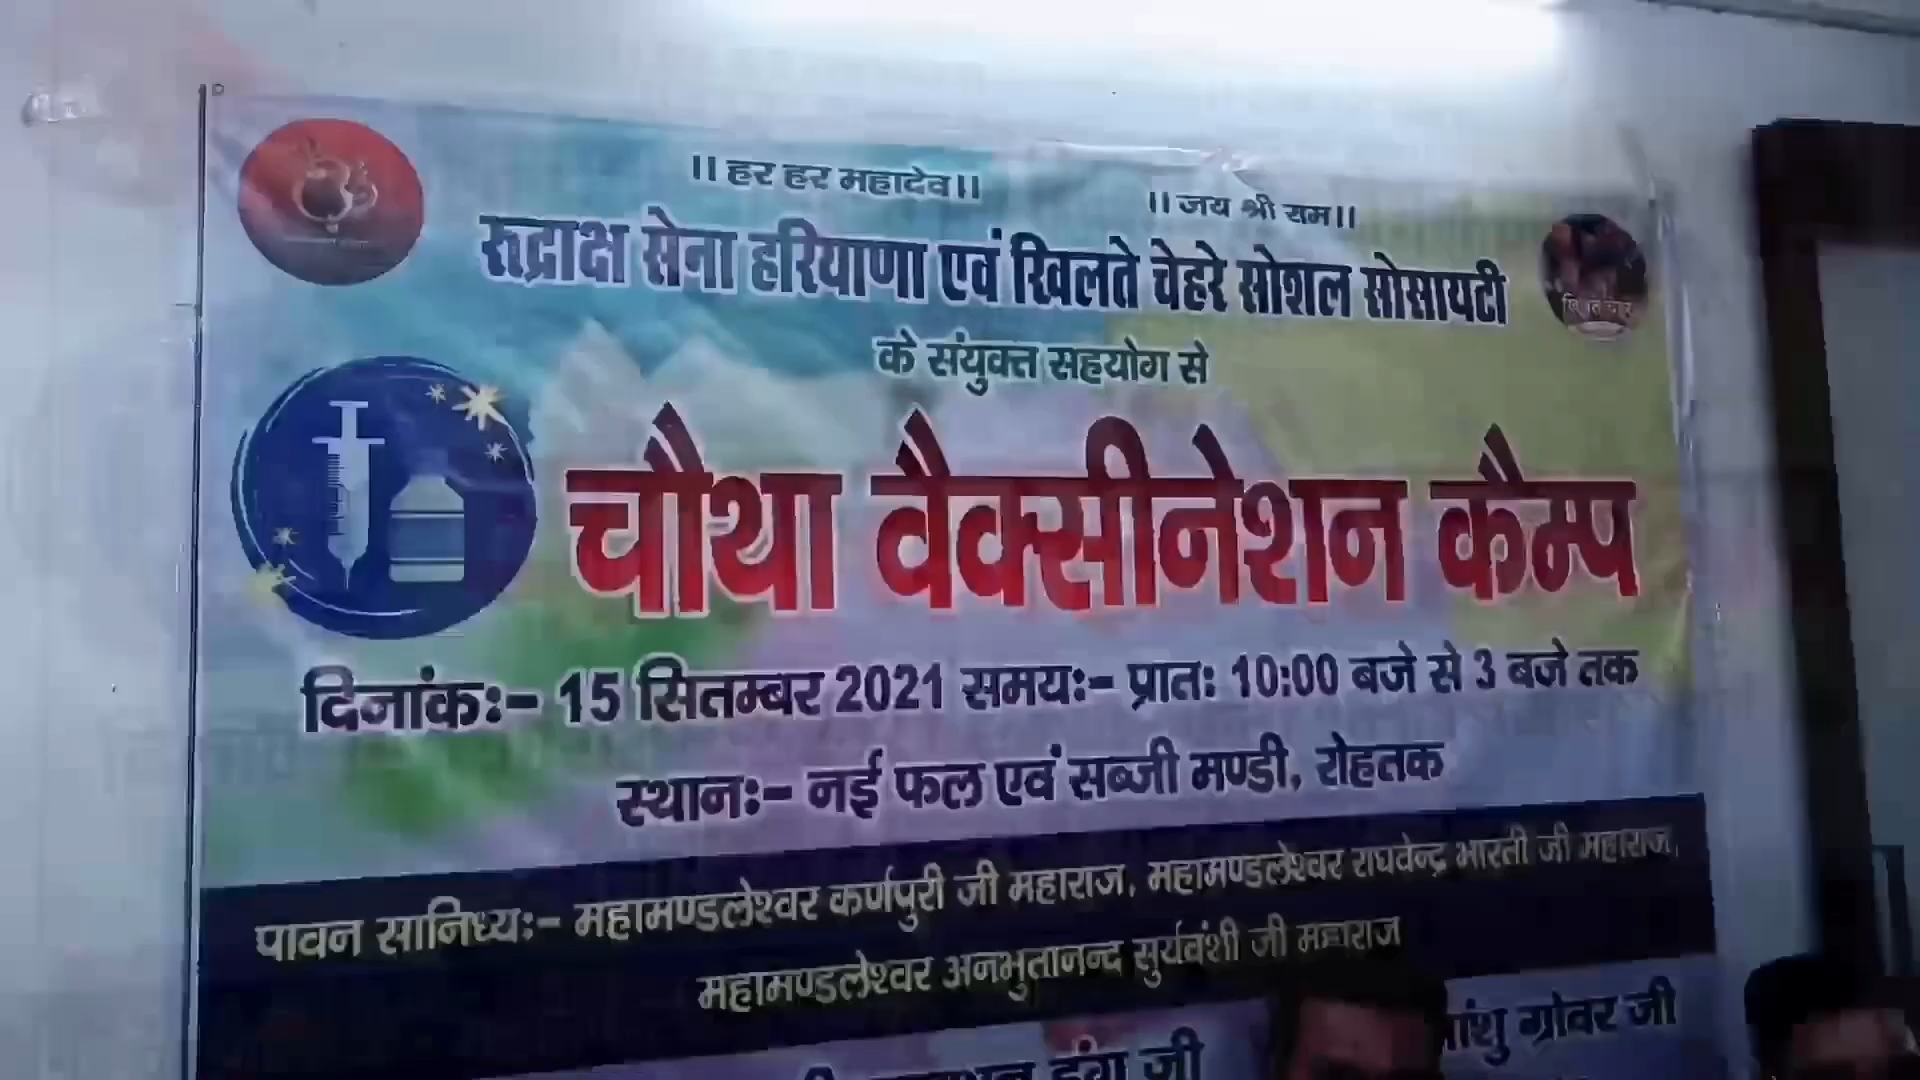 ।। हर हर महादेव।।
।। जय श्री राम।।
रुद्राक्ष सेना हरियाणा एवं खिलते चेहरे सोशल सोसायटी
के संयुक्त सहयोग से
चौथा वैक्सीनेशन कैम्प
दिनांकः- 15 सितम्बर 2021 समयः- प्रातः 10:00 बजे से 3 बजे तक
स्थानः- नई फल एवं सब्जी मण्डी, रोहतक
पावन सानिध्यः- महामण्डलेश्वर कर्णपुरी जी महाराज, महामण्डलेश्वर राघवेन्द्र भारती जी महाराज,
महामण्डलेश्वर अनभुतानन्द सुर्यवंशी जी महाराज
ग्रोवर जी
जी